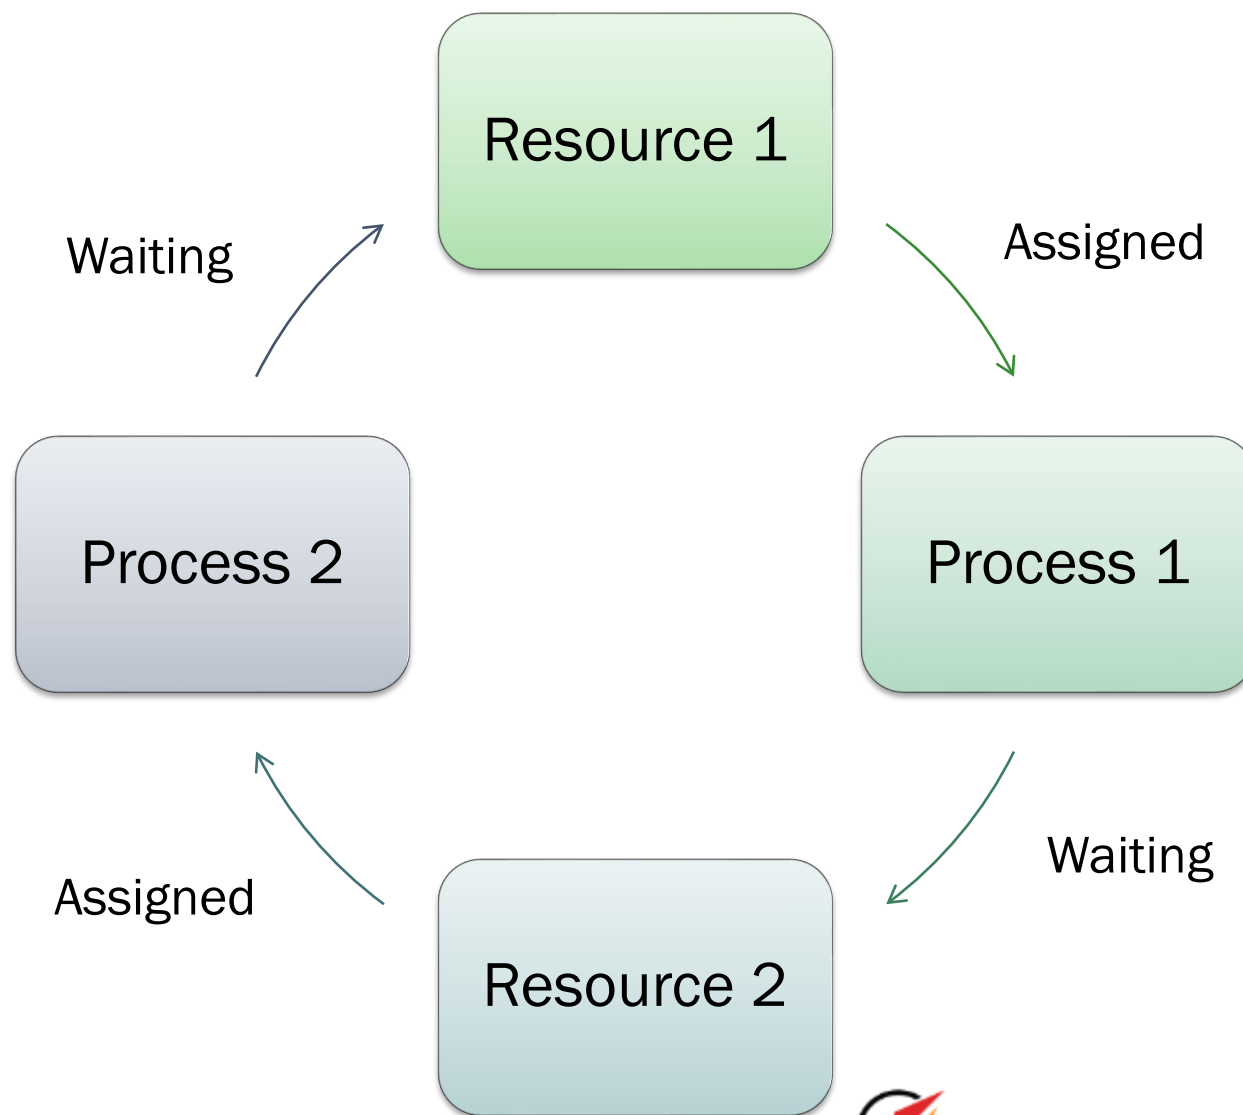 Resource 1
Waiting
Assigned
Process 2
Process 1
Assigned
Waiting
Resource 2